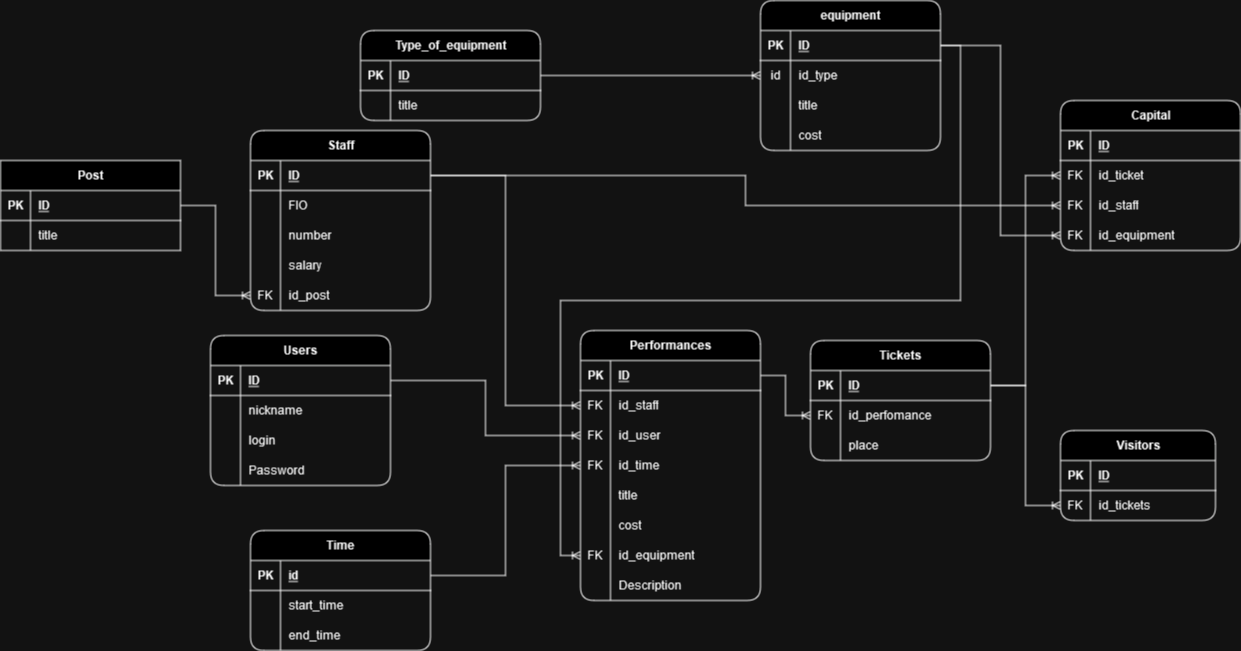 equipment
PK ID
id id_type
title
cost
Type_of_equipment
PK ID
title
Capital
PK ID
FK id_ticket
FK id_staff
FK id_equipment
Staff
PK ID
FIO
number
salary
FK id_post
Post
PK ID
title
Users
PK ID
nickname
login
Password
Performances
PK ID
FK id_staff
FK id_user
FK id_time
title
cost
FK id_equipment
Description
Tickets
PK ID
FK id_perfomance
place
Visitors
PK ID
FK id_tickets
Time
PK id
start_time
end_time